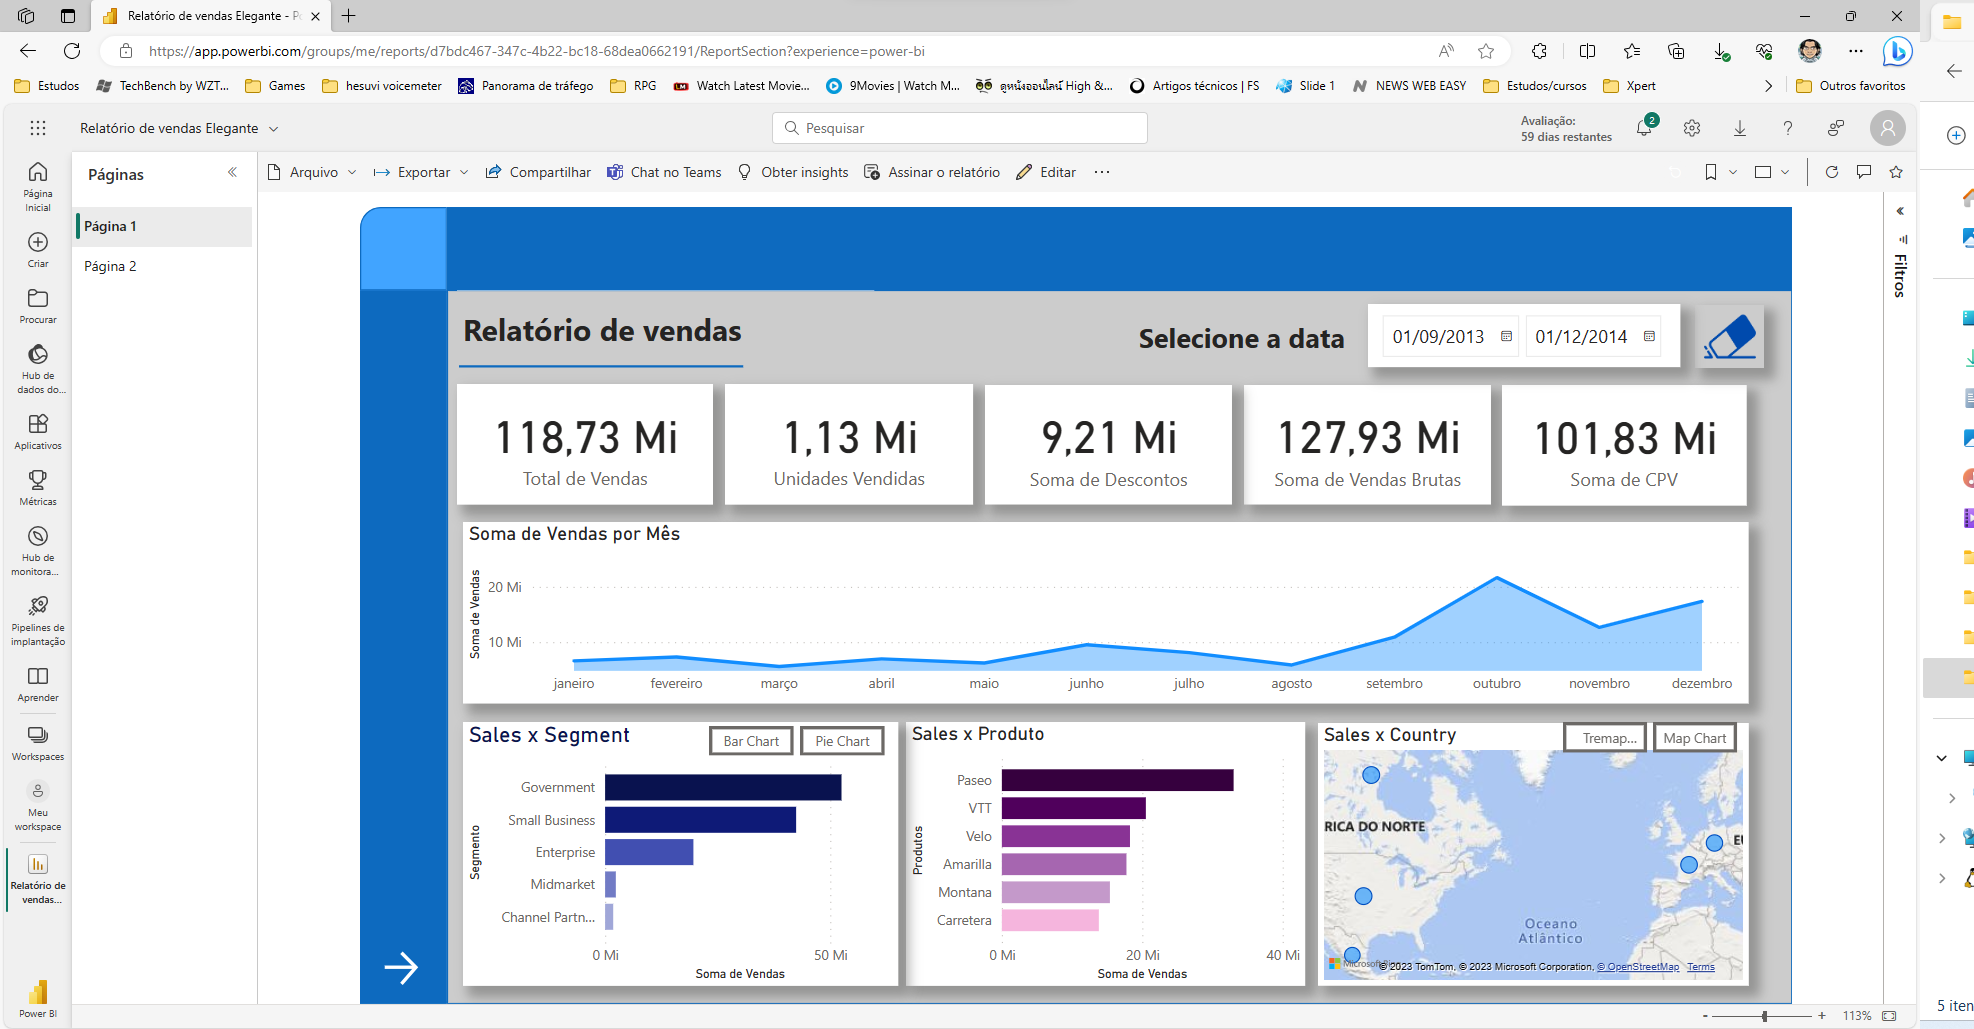 Relatório de vendas Elegante - Po
https://app.powerbi.com/groups/me/reports/d7bdc467-347c-4b22-bc18-68dea0662191/ReportSection?experience=power-bi
Estudos
TechBench by WZT...
Games
hesuvi voicemeter
Panorama de tráfego
RPG
Watch Latest Movie...
9Movies | Watch M...
ดูหนังออนไลน์ High &...
Artigos técnicos | FS
Slide 1
NEWS WEB EASY
Estudos/cursos
Xpert
Outros favoritos
Relatório de vendas Elegante
Pesquisar
Avaliação:
59 dias restantes
2
Página
Inicial
Criar
Procurar
Hub de
dados do...
Aplicativos
Métricas
Hub de
monitora...
Pipelines de
implantação
Aprender
Workspaces
Meu
workspace
Relatório de
vendas...
Power BI
Páginas
Página 1
Página 2
Arquivo
Exportar
Compartilhar
Chat no Teams
Obter insights
Assinar o relatório
Editar
Filtros
Relatório de vendas
Selecione a data
01/09/2013
01/12/2014
118,73 Mi
Total de Vendas
1,13 Mi
Unidades Vendidas
9,21 Mi
Soma de Descontos
127,93 Mi
Soma de Vendas Brutas
101,83 Mi
Soma de CPV
Soma de Vendas por Mês
Soma de Vendas
20 Mi
10 Mi
janeiro
fevereiro
março
abril
maio
junho
julho
agosto
setembro
outubro
novembro
dezembro
Sales x Segment
Bar Chart
Pie Chart
Segmento
Government
Small Business
Enterprise
Midmarket
Channel Partn...
0 Mi
50 Mi
Soma de Vendas
Sales x Produto
Produtos
Paseo
VTT
Velo
Amarilla
Montana
Carretera
0 Mi
20 Mi
40 Mi
Soma de Vendas
Sales x Country
Tremap...
Map Chart
RICA DO NORTE
EU
Oceano
Atlântico
Microsoft Bi
© 2023 TomTom, © 2023 Microsoft Corporation, © OpenStreetMap Terms
113%
5 iten